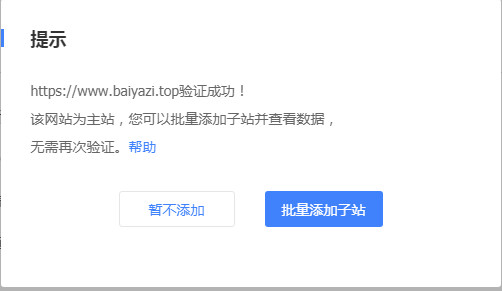 提示
https://www.baiyazi.top验证成功！
该网站为主站，您可以批量添加子站并查看数据，
无需再次验证。帮助
暂不添加 批量添加子站